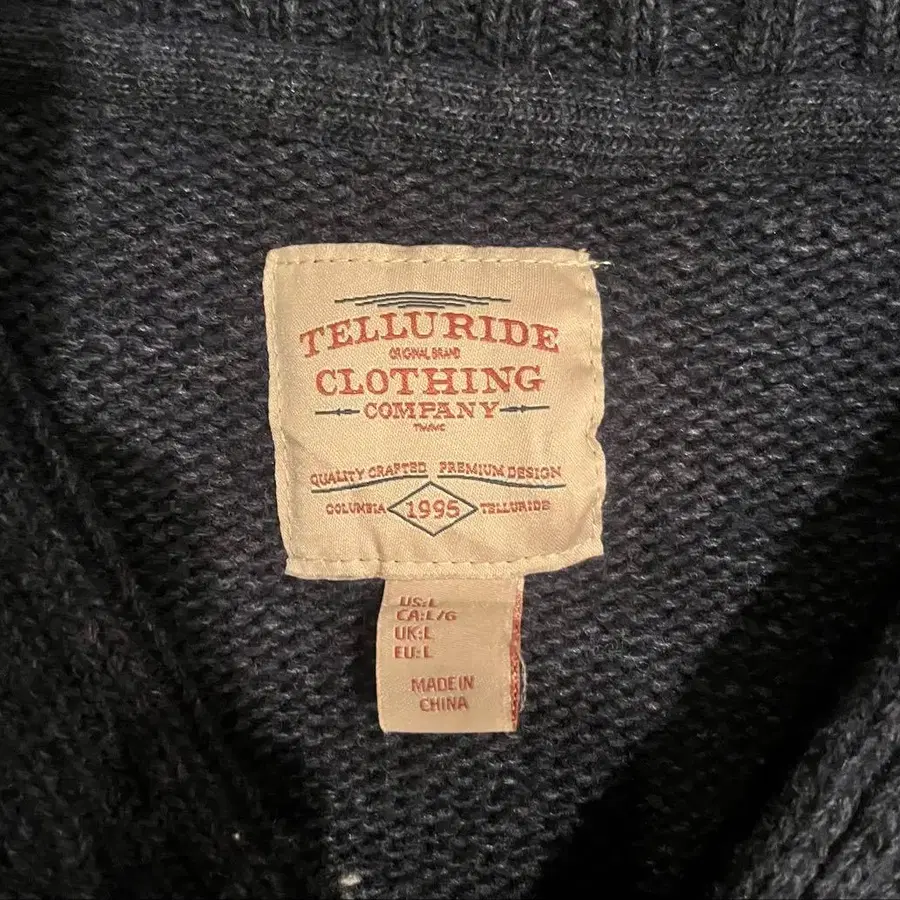 TELLURIDE
ORIGINAL BRAND
CLOTHING
COMPANY
QUALITY CRAFTED PREMIUM DESIGN
COLUMBIA 1995 TELLURIDE
US:L
CA:L/G
UK:L
EU:L
MADE IN
CHINA